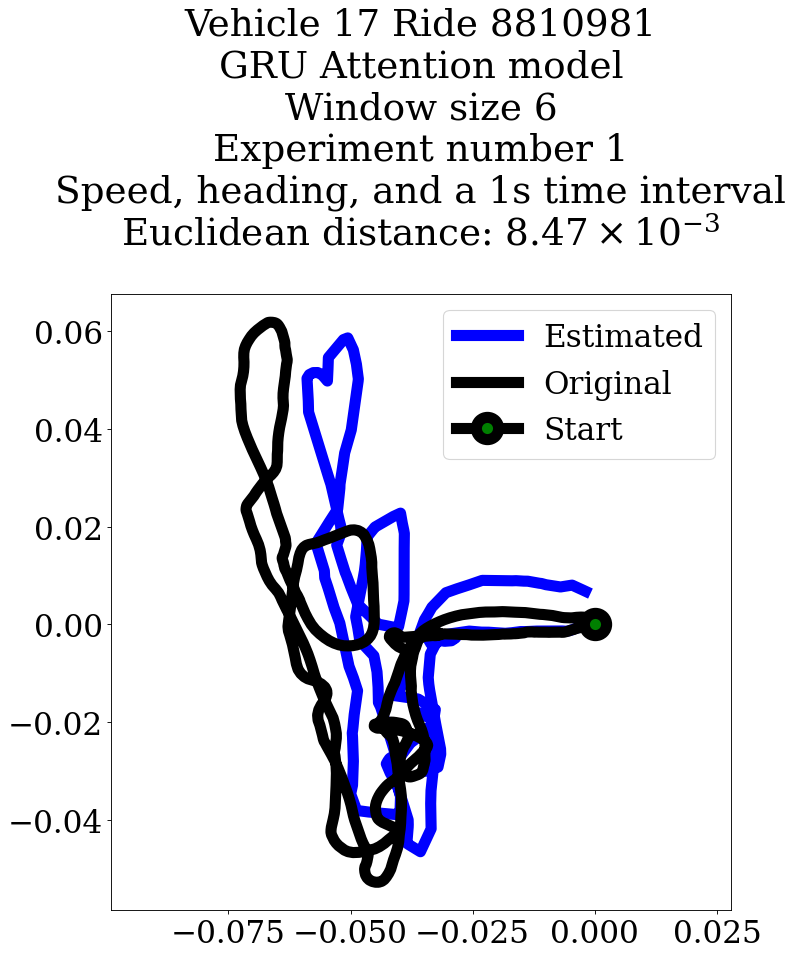 Vehicle 17 Ride 8810981
GRU Attention model
Window size 6
Experiment number 1
Speed, heading, and a 1s time interval
Euclidean distance: 8.47 × 10⁻³
Estimated
Original
Start
0.06
0.04
0.02
0.00
−0.02
−0.04
−0.075 −0.050 −0.025 0.000 0.025